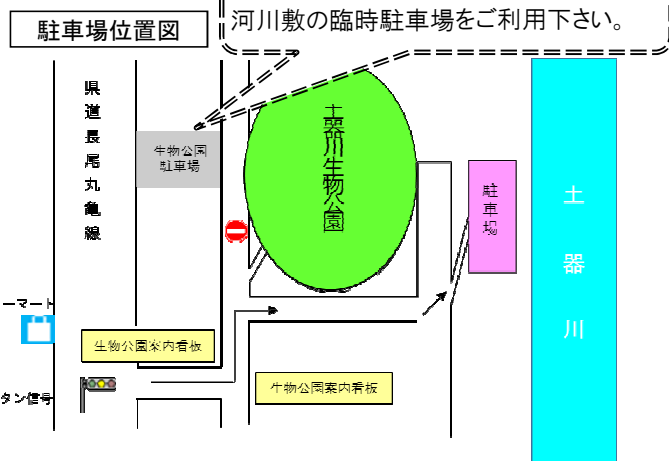 河川敷の臨時駐車場をご利用下さい。
駐車場位置図
県道長尾丸亀線
生物公園
駐車場
土器川生物公園
駐車場
土器川
ーマート
生物公園案内看板
生物公園案内看板
タン信号